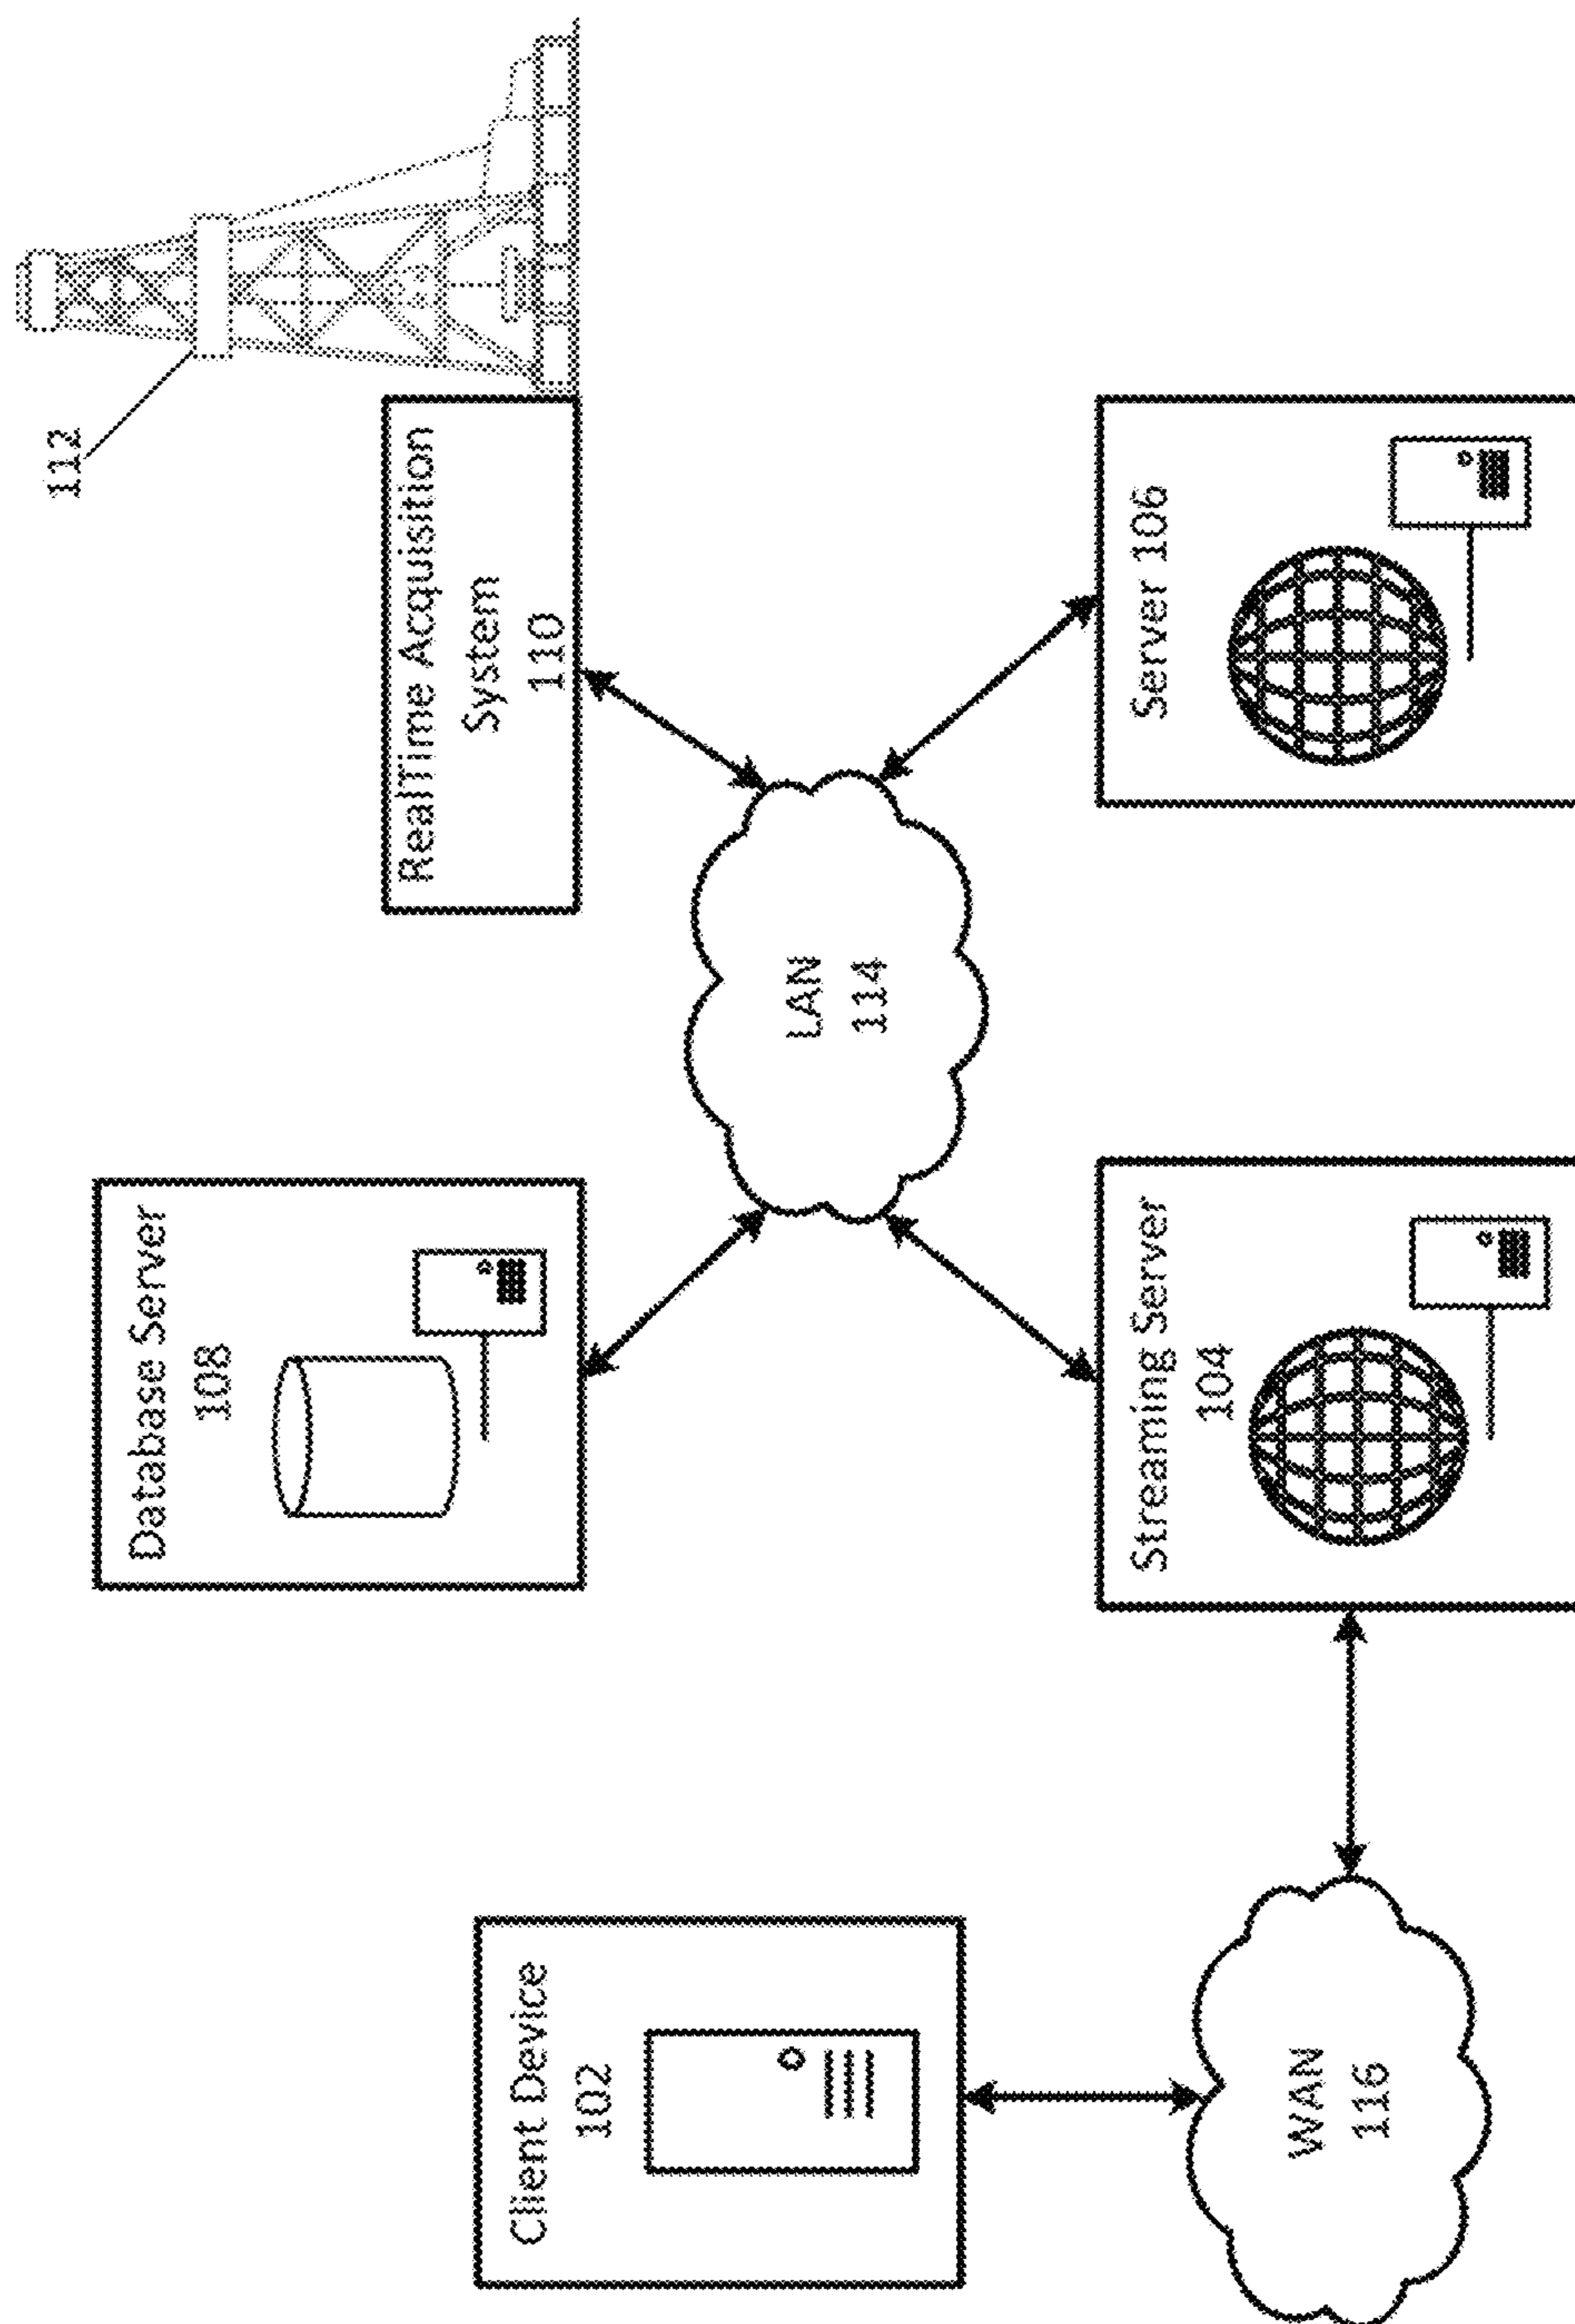 Client Device
102
Database Server
108
RealTime Acquisition
System
110
112
LAN
114
WAN
116
Streaming Server
104
Server 106